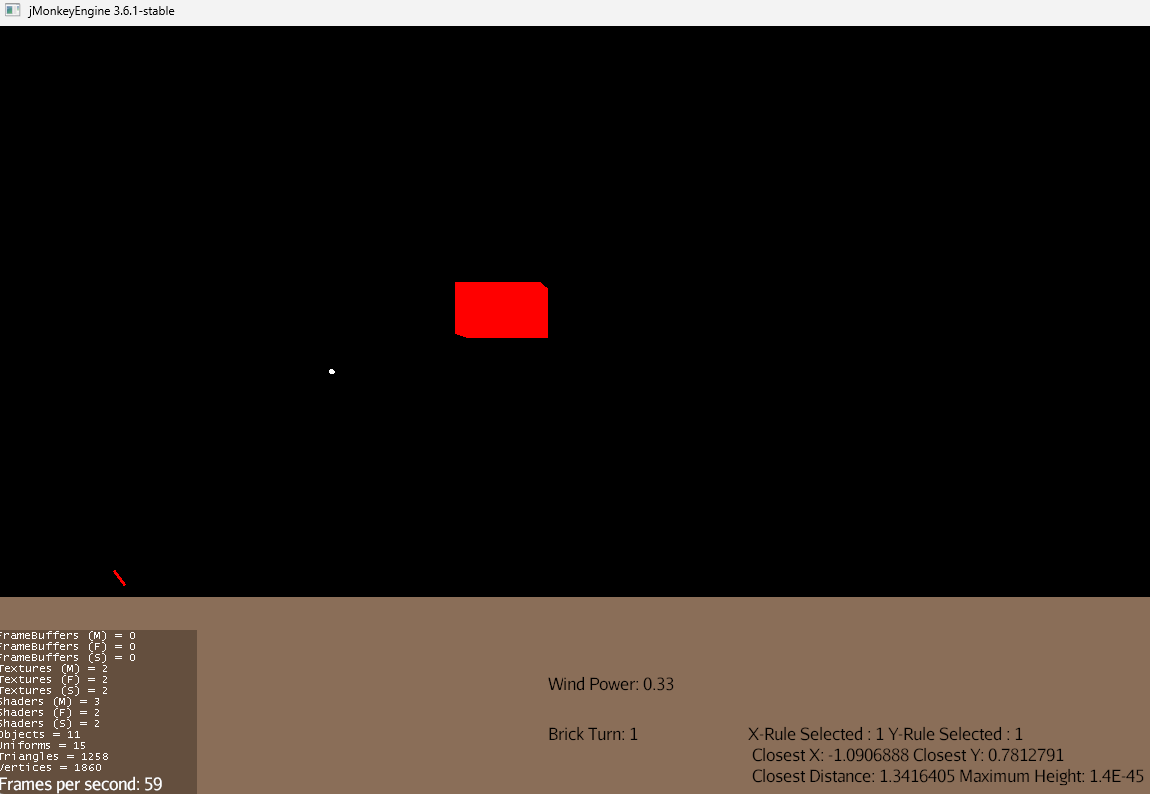 jMonkeyEngine 3.6.1-stable
FrameBuffers (M) = 0
FrameBuffers (F) = 0
FrameBuffers (S) = 0
Textures (M) = 2
Textures (F) = 2
Textures (S) = 2
Shaders (M) = 3
Shaders (F) = 2
Shaders (S) = 2
Objects = 11
Uniforms = 15
Triangles = 1258
Vertices = 1860
Frames per second: 59
Wind Power: 0.33
Brick Turn: 1
X-Rule Selected : 1 Y-Rule Selected : 1
Closest X: -1.0906888 Closest Y: 0.7812791
Closest Distance: 1.3416405 Maximum Height: 1.4E-45